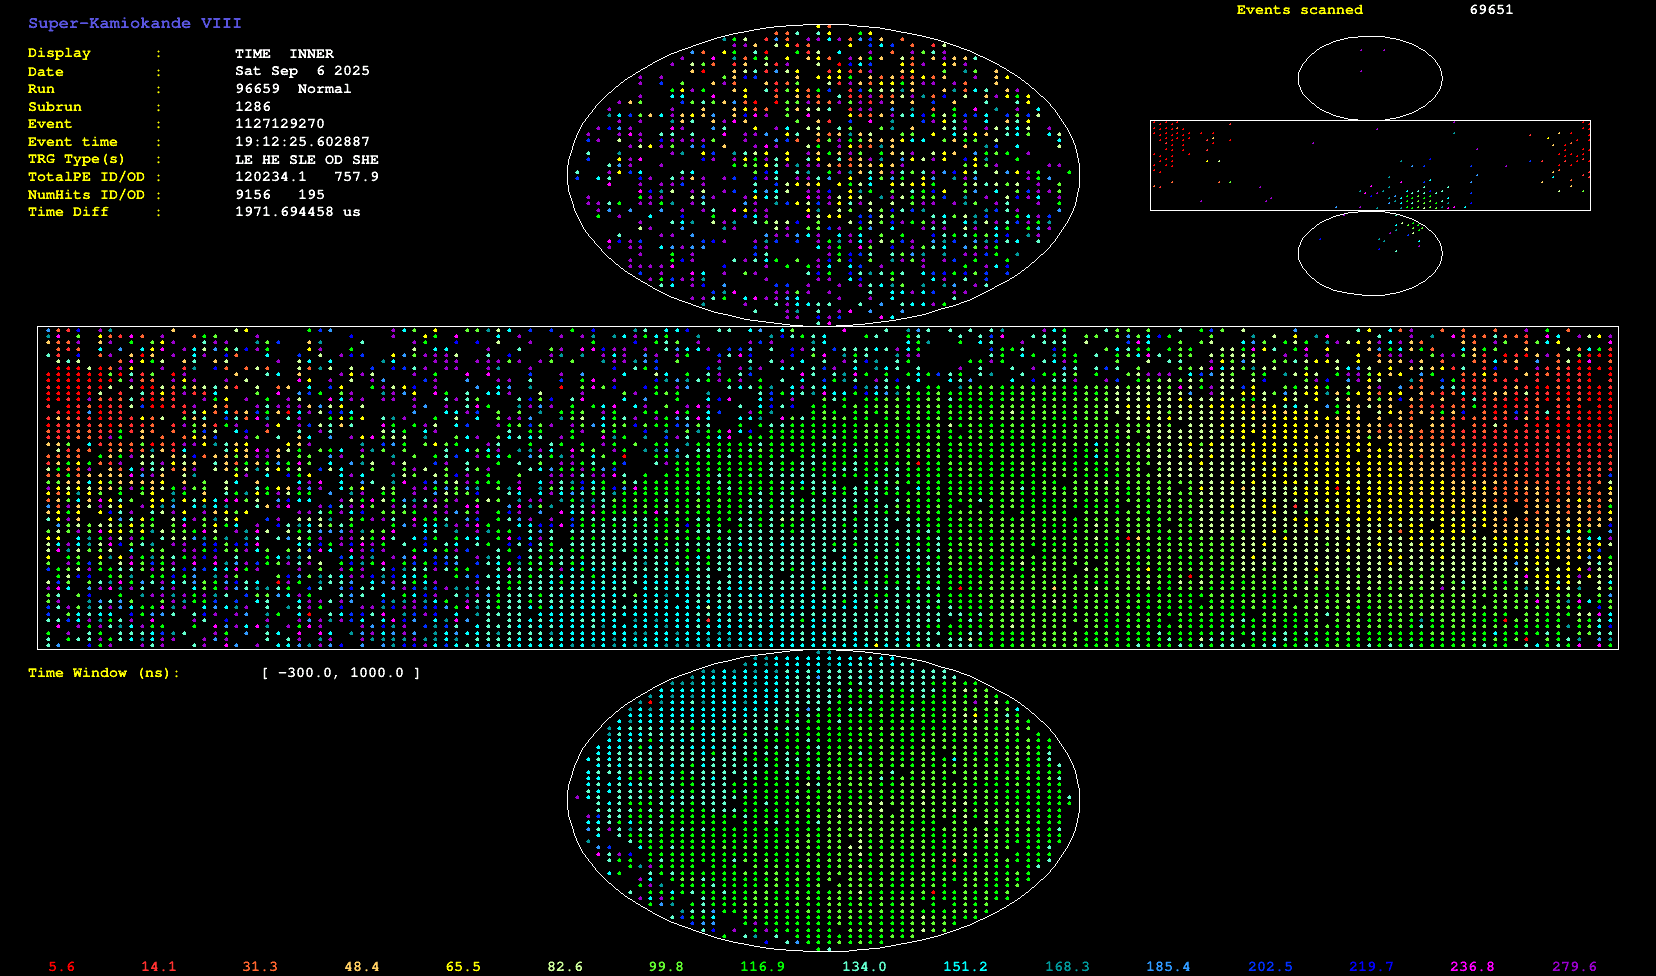 Super-Kamiokande VIII
Events scanned 69651
Display : TIME INNER
Date : Sat Sep 6 2025
Run : 96659 Normal
Subrun : 1286
Event : 1127129270
Event time : 19:12:25.602887
TRG Type(s) : LE HE SLE OD SHE
TotalPE ID/OD : 120234.1 757.9
NumHits ID/OD : 9156 195
Time Diff : 1971.694458 us
Time Window (ns): [ -300.0, 1000.0 ]
5.6 14.1 31.3 48.4 65.5 82.6 99.8 116.9 134.0 151.2 168.3 185.4 202.5 219.7 236.8 279.6